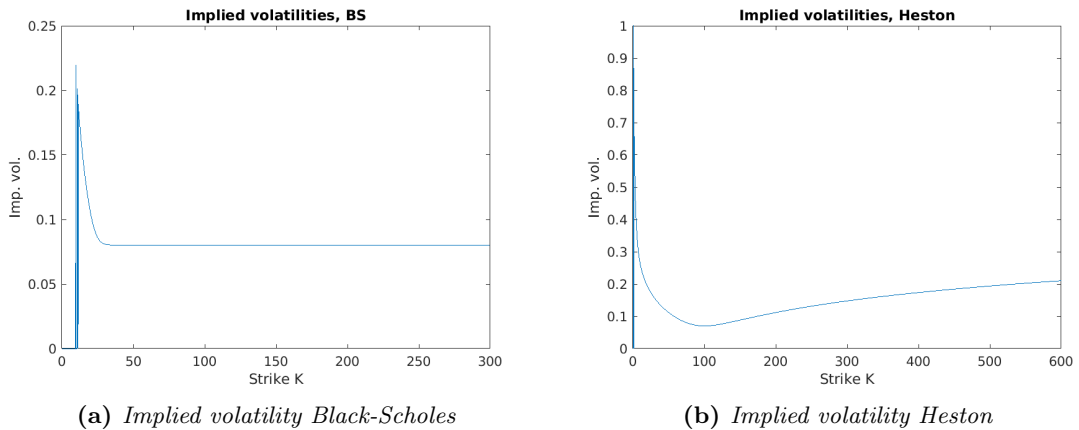 Implied volatilities, BS
0.25
0.2
0.15
0.1
0.05
0
Imp. vol.
0 50 100 150 200 250 300
Strike K
(a) Implied volatility Black-Scholes
Implied volatilities, Heston
1
0.9
0.8
0.7
0.6
0.5
0.4
0.3
0.2
0.1
0
Imp. vol.
0 100 200 300 400 500 600
Strike K
(b) Implied volatility Heston